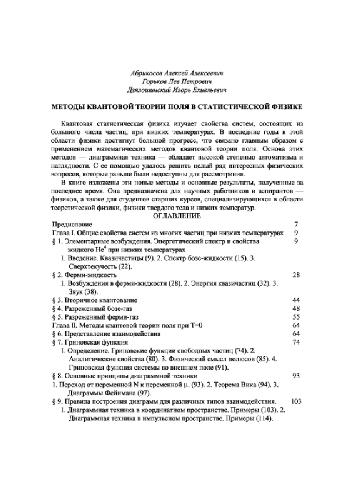 Абрикосов Алексей Алексеевич
Горьков Лев Петрович
Дзялошинский Игорь Ехиельевич
МЕТОДЫ КВАНТОВОЙ ТЕОРИИ ПОЛЯ В СТАТИСТИЧЕСКОЙ ФИЗИКЕ
Квантовая статистическая физика изучает свойства систем, состоящих из
большого числа частиц, при низких температурах. В последние годы в этой
области физики достигнут большой прогресс, что связано главным образом с
применением математических методов квантовой теории поля. Основа этих
методов — диаграммная техника — обладает высокой степенью автоматизма и
наглядности. С ее помощью удалось решить целый ряд интересных физических
вопросов, которые раньше были недоступны для рассмотрения.
В книге изложены эти новые методы и основные результаты, полученные за
последнее время. Она предназначена для научных работников и аспирантов —
физиков, а также для студентов старших курсов, специализирующихся в области
теоретической физики, физики твердого тела и низких температур.
ОГЛАВЛЕНИЕ
Предисловие 7
Глава I. Общие свойства систем из многих частиц при низких температурах 9
§ 1. Элементарные возбуждения. Энергетический спектр и свойства 9
жидкого He⁴ при низких температурах
1. Введение. Квазичастицы (9). 2. Спектр бозе-жидкости (15). 3.
Сверхтекучесть (22).
§ 2. Ферми-жидкость 28
1. Возбуждения в ферми-жидкости (28). 2. Энергия квазичастиц (32). 3.
Звук (38).
§ 3. Вторичное квантование 44
§ 4. Разреженный бозе-газ 48
§ 5. Разреженный ферми-газ 55
Глава II. Методы квантовой теории поля при T=0 64
§ 6. Представление взаимодействия 64
§ 7. Гриновская функция 74
1. Определение. Гриновские функции свободных частиц (74). 2.
Аналитические свойства (80). 3. Физический смысл полюсов (85). 4.
Гриновская функция системы во внешнем поле (91).
§ 8. Основные принципы диаграммной техники 93
1. Переход от переменной N к переменной μ. (93). 2. Теорема Вика (94). 3.
Диаграммы Фейнмана (97).
§ 9. Правила построения диаграмм для различных типов взаимодействия. 103
1. Диаграммная техника в координатном пространстве. Примеры (103). 2.
Диаграммная техника в импульсном пространстве. Примеры (114).